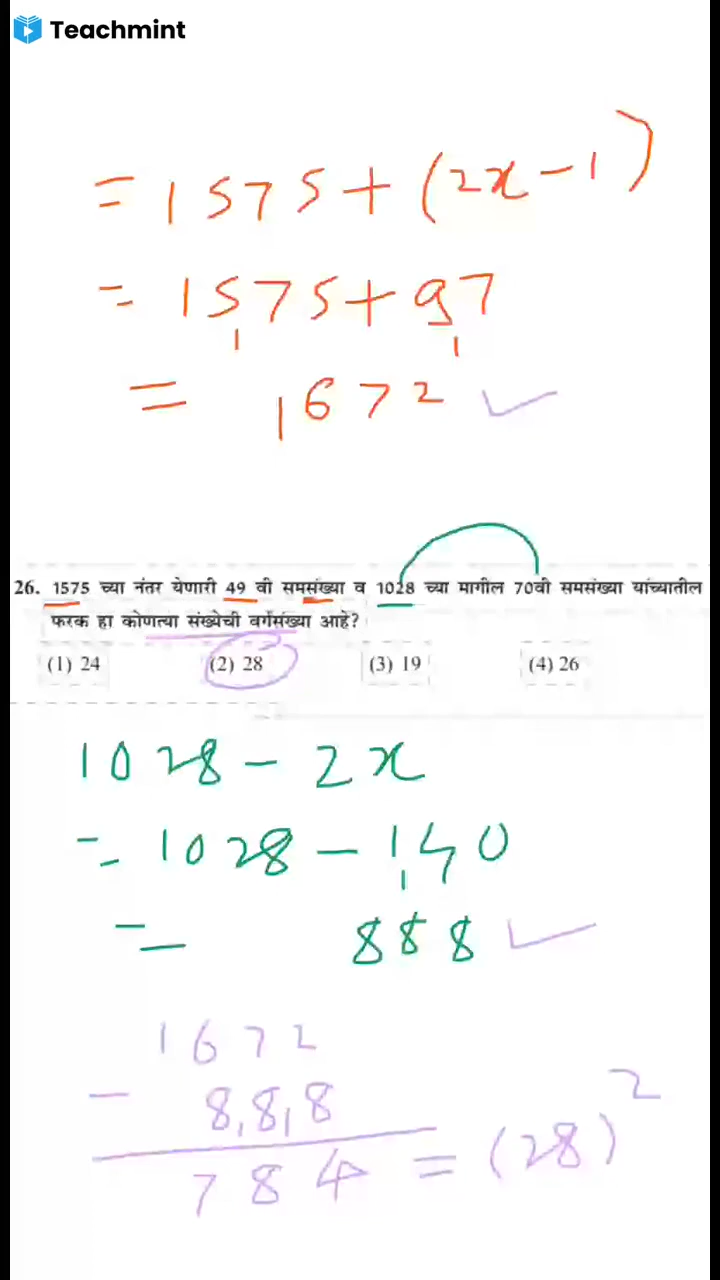 Teachmint
= 1575 + (2x - 1)
= 1575 + 97
= 1672 ✓
26. 1575 च्या नंतर येणारी 49 वी समसंख्या व 1028 च्या मागील 70वी समसंख्या यांच्यातील
फरक हा कोणत्या संख्येची वर्गसंख्या आहे?
(1) 24 (2) 28 (3) 19 (4) 26
1028 - 2x
= 1028 - 140
= 888 ✓
1672
- 888
784 = (28)²